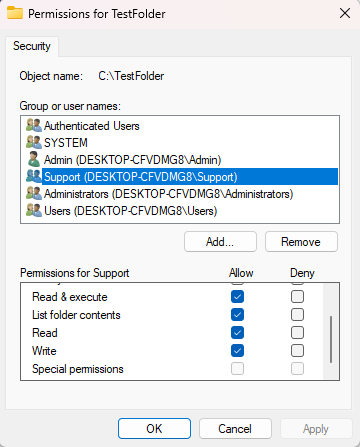 Permissions for TestFolder
Security
Object name: C:\TestFolder
Group or user names:
Authenticated Users
SYSTEM
Admin (DESKTOP-CFVDMG8\Admin)
Support (DESKTOP-CFVDMG8\Support)
Administrators (DESKTOP-CFVDMG8\Administrators)
Users (DESKTOP-CFVDMG8\Users)
Add... Remove
Permissions for Support Allow Deny
Read & execute
List folder contents
Read
Write
Special permissions
OK Cancel Apply